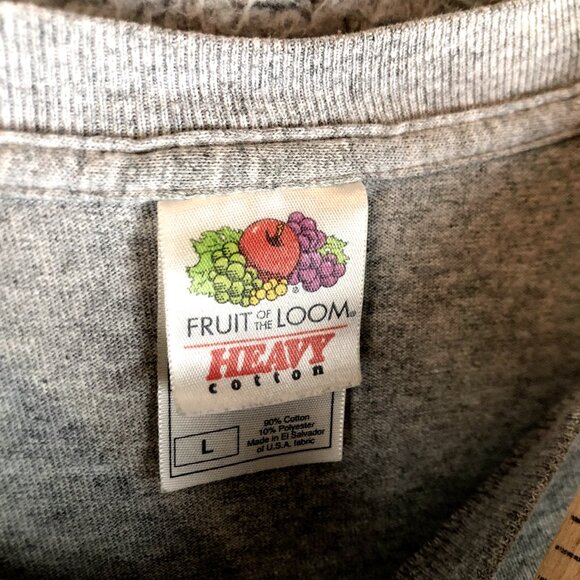 FRUIT OF THE LOOM®
HEAVY
cotton
L
90% Cotton
10% Polyester
Made in El Salvador
of U.S.A. fabric